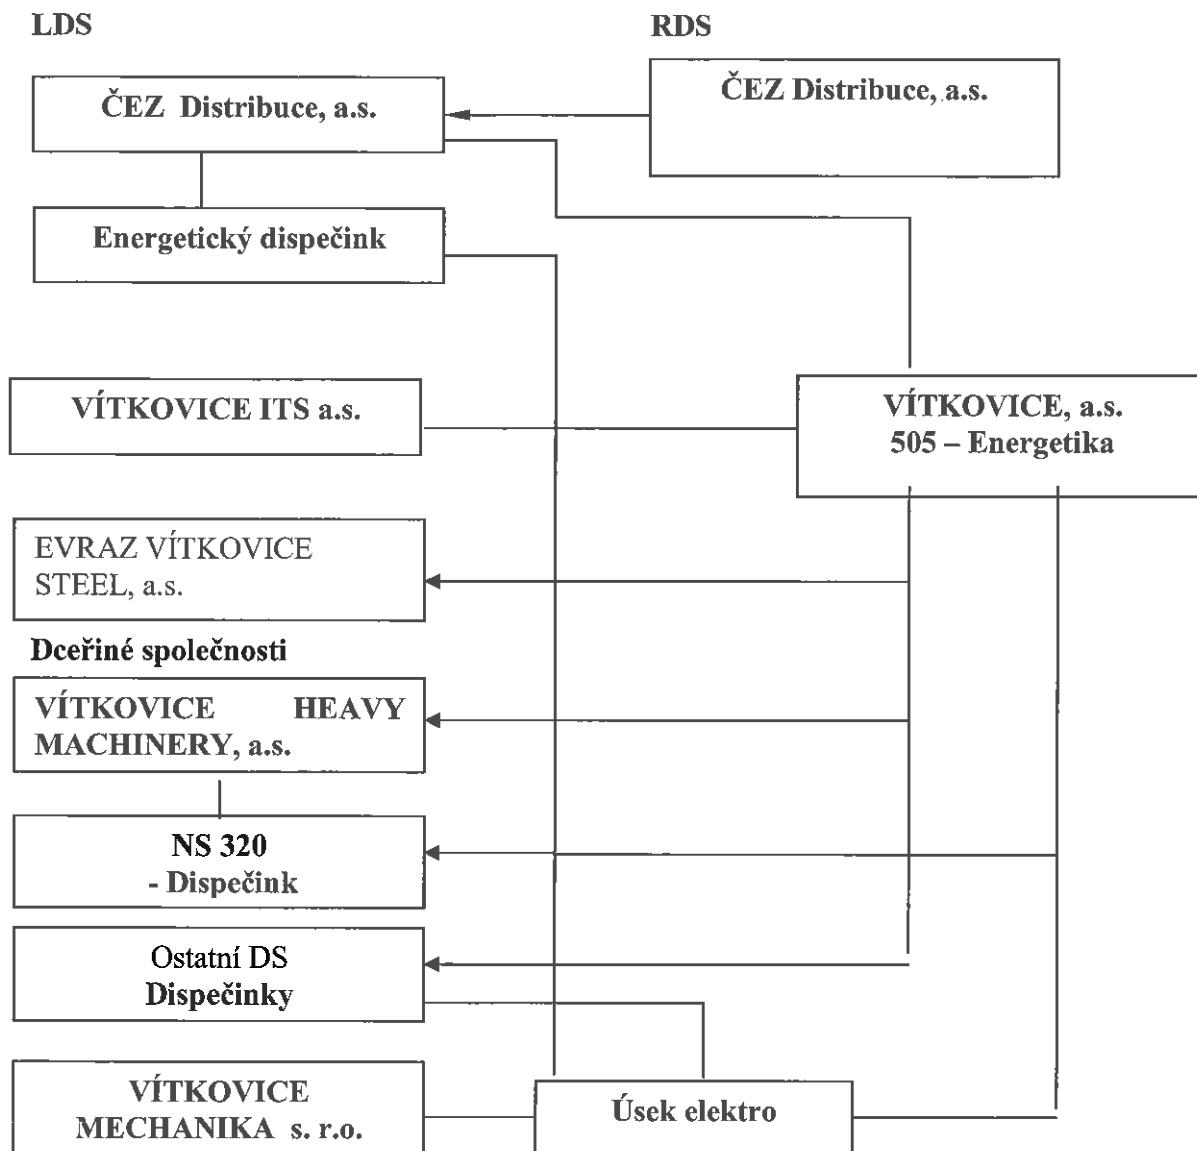 LDS
RDS
ČEZ Distribuce, a.s.
ČEZ Distribuce, a.s.
Energetický dispečink
VÍTKOVICE ITS a.s.
VÍTKOVICE, a.s.
505 – Energetika
EVRAZ VÍTKOVICE
STEEL, a.s.
Dceřiné společnosti
VÍTKOVICE HEAVY
MACHINERY, a.s.
NS 320
- Dispečink
Ostatní DS
Dispečinky
VÍTKOVICE
MECHANIKA s. r.o.
Úsek elektro